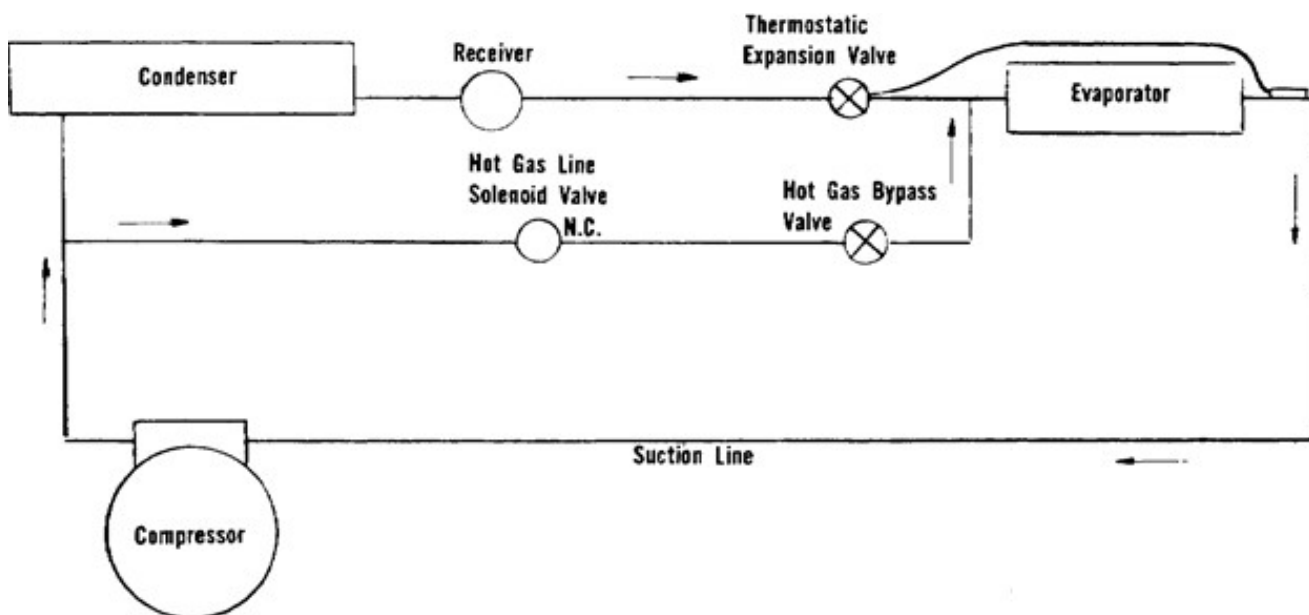 Thermostatic
Expansion Valve
Receiver
Condenser
Evaporator
Hot Gas Line
Solenoid Valve
N.C.
Hot Gas Bypass
Valve
Suction Line
Compressor